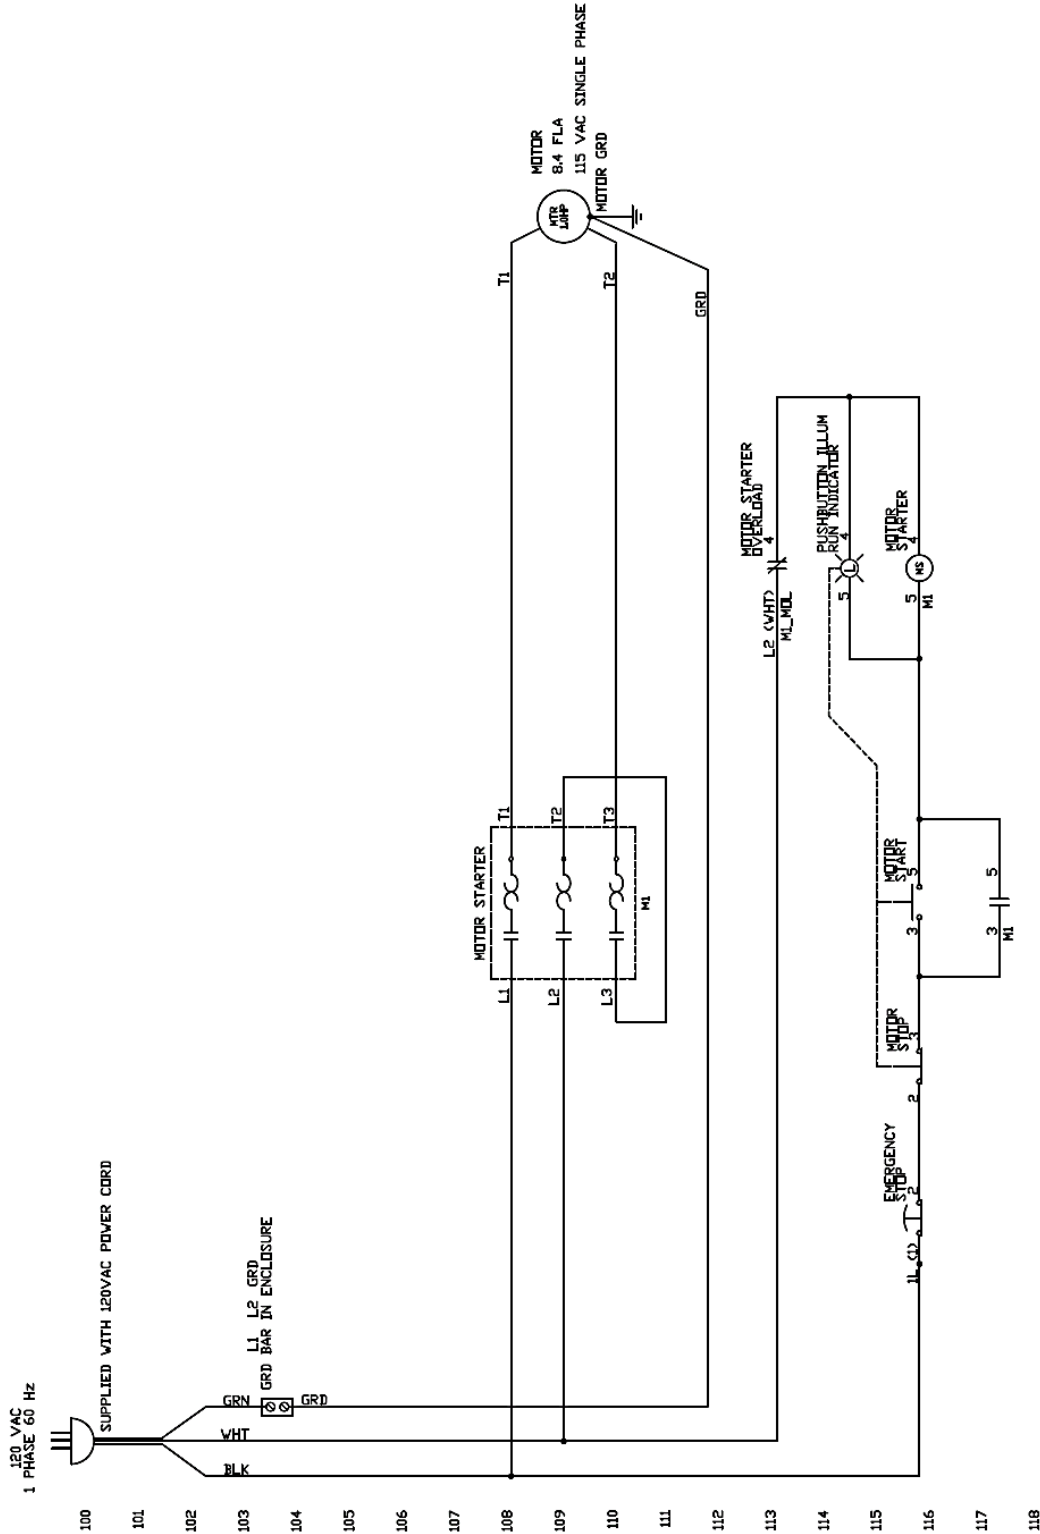 120 VAC
1 PHASE 60 Hz
SUPPLIED WITH 120VAC POWER CORD
100
101
102
103
104
105
106
107
108
109
110
111
112
113
114
115
116
117
118
BLK
WHT
GRN
GRD
L1 L2 GRD
GRD BAR IN ENCLOSURE
MOTOR STARTER
L1
L2
L3
T1
T2
T3
M1
T1
T2
GRD
MOTOR
8.4 FLA
115 VAC SINGLE PHASE
MOTOR GRD
MTR
1.0HP
L2 (WHT)
M1_MOL
MOTOR STARTER
OVERLOAD
4
PUSHBUTTON ILLUM
RUN INDICATOR
5
L
4
1L (1)
EMERGENCY
STOP
2
2
MOTOR
STOP
3
3
MOTOR
START
5
3
M1
5
5
M1
MS
MOTOR
STARTER
4